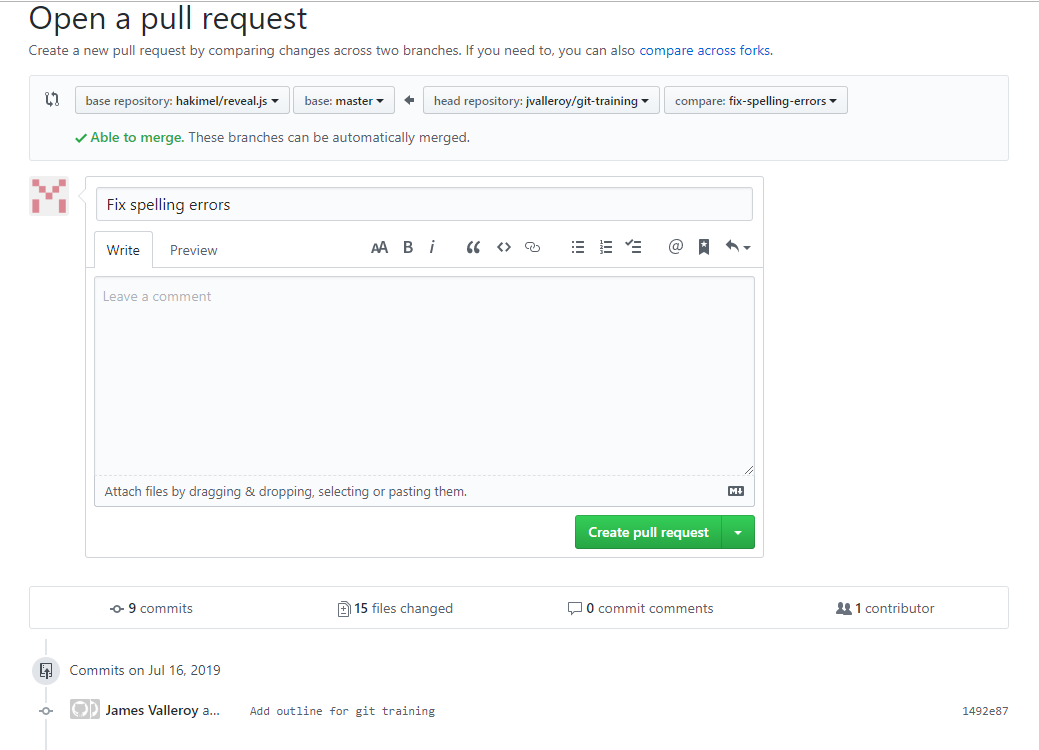 Open a pull request
Create a new pull request by comparing changes across two branches. If you need to, you can also compare across forks.
base repository: hakimel/reveal.js base: master head repository: jvalleroy/git-training compare: fix-spelling-errors
Able to merge. These branches can be automatically merged.
Fix spelling errors
Write Preview AA B i
Leave a comment
Attach files by dragging & dropping, selecting or pasting them.
Create pull request
9 commits 15 files changed 0 commit comments 1 contributor
Commits on Jul 16, 2019
James Valleroy a... Add outline for git training 1492e87